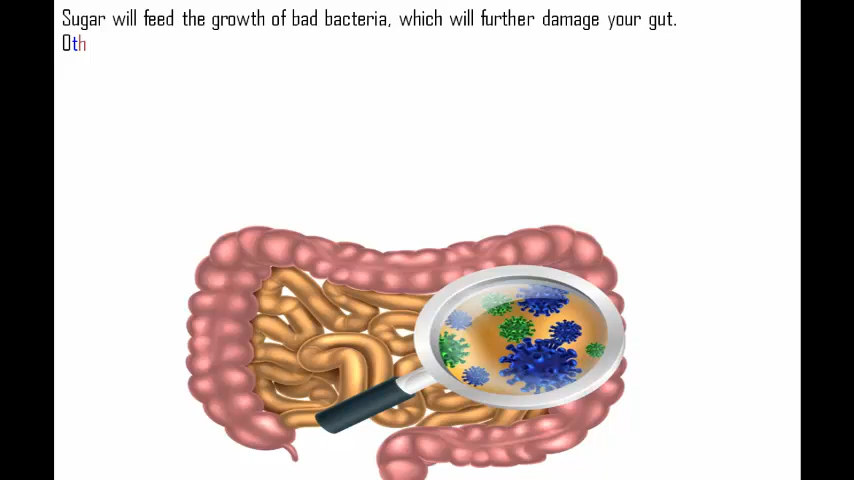 Sugar will feed the growth of bad bacteria, which will further damage your gut.
Oth